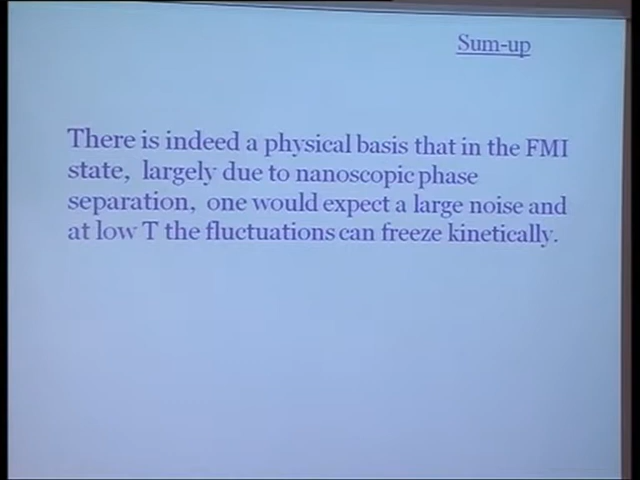 Sum-up
There is indeed a physical basis that in the FMI
state, largely due to nanoscopic phase
separation, one would expect a large noise and
at low T the fluctuations can freeze kinetically.